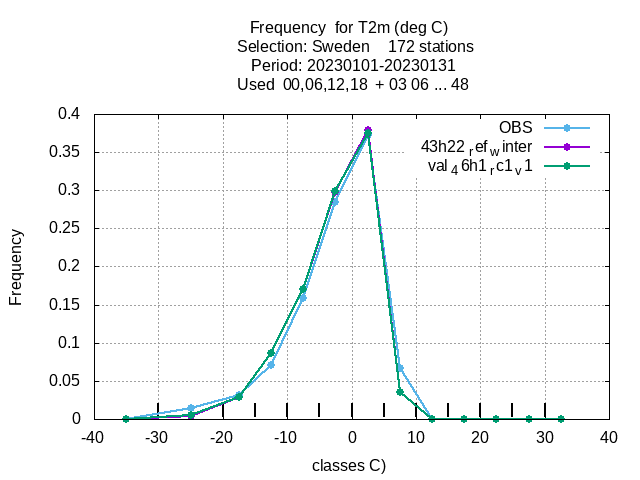 Frequency for T2m (deg C)
Selection: Sweden 172 stations
Period: 20230101-20230131
Used 00,06,12,18 + 03 06 ... 48
0.4
0.35
0.3
0.25
0.2
0.15
0.1
0.05
0
Frequency
OBS
43h22refwinter
val46h1rc1v1
-40 -30 -20 -10 0 10 20 30 40
classes C)